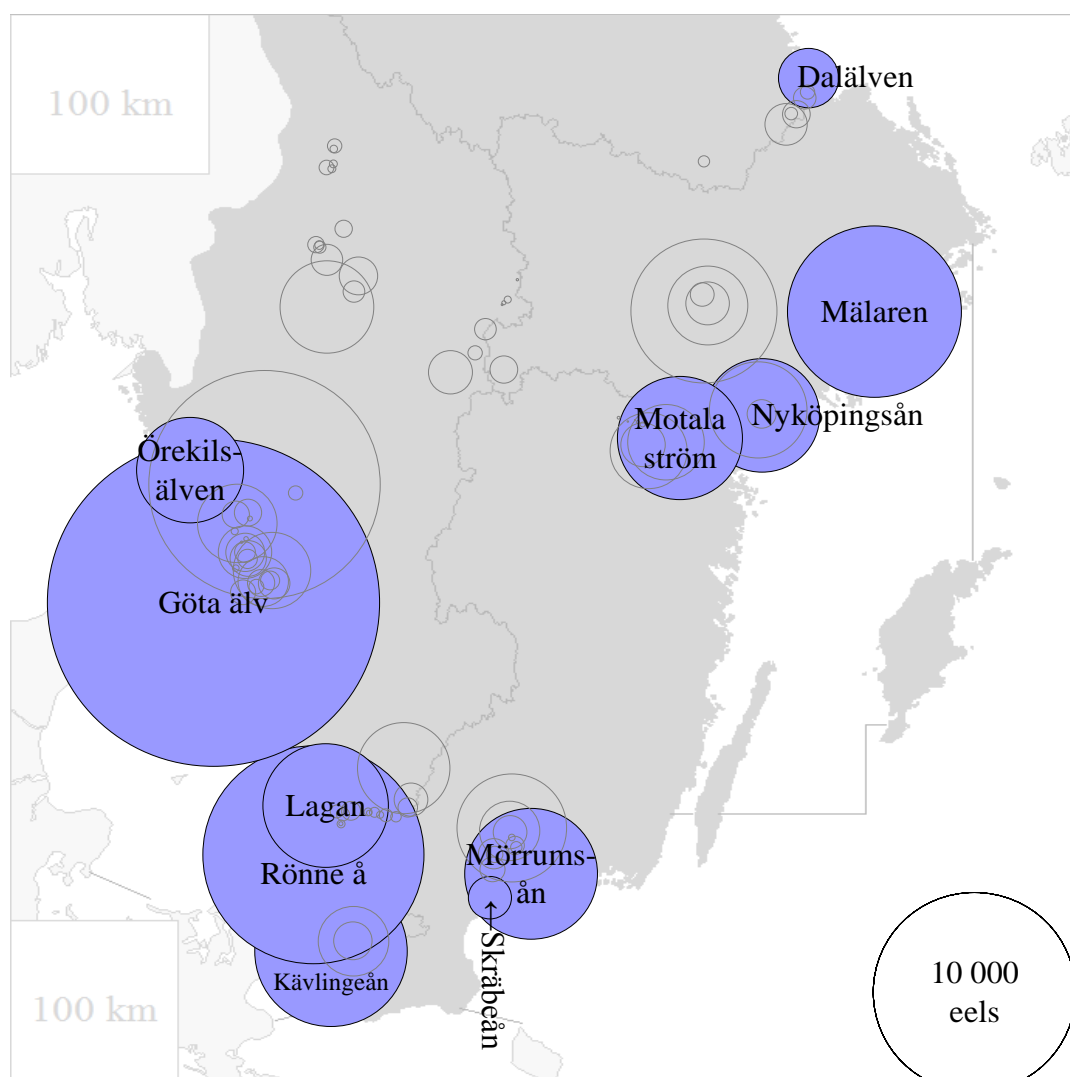 Dalälven
100 km
Mälaren
Nyköpingsån
Motala
ström
Örekils-
älven
Göta älv
Lagan
Rönne å
Mörrums-
ån
←Skräbeån
Kävlingeån
100 km
10 000
eels